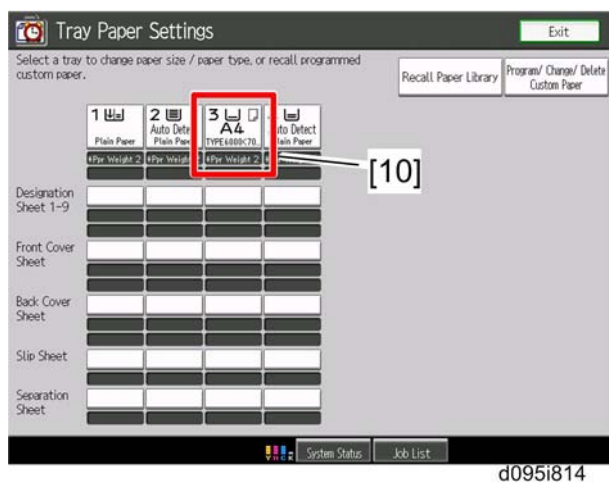 Tray Paper Settings
Exit
Select a tray to change paper size / paper type, or recall programmed
custom paper.
Recall Paper Library
Program/ Change/ Delete
Custom Paper
1
Plain Paper
#Ppr Weight 2
2
Auto Dete
Plain Pape
#Ppr Weight
3
A4
TYPE6000<70..
#Ppr Weight 2
to Detect
lain Paper
[10]
Designation
Sheet 1-9
Front Cover
Sheet
Back Cover
Sheet
Slip Sheet
Separation
Sheet
Y M C K
System Status
Job List
d095i814